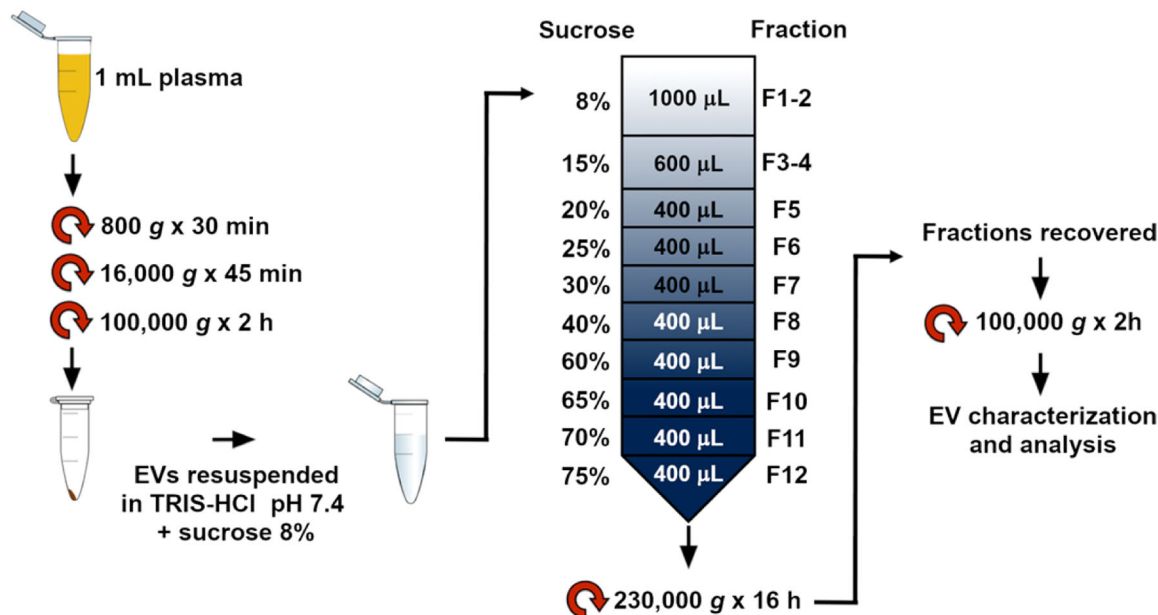 1 mL plasma
800 g x 30 min
16,000 g x 45 min
100,000 g x 2 h
EVs resuspended
in TRIS-HCl pH 7.4
+ sucrose 8%
Sucrose Fraction
8% 1000 µL F1-2
15% 600 µL F3-4
20% 400 µL F5
25% 400 µL F6
30% 400 µL F7
40% 400 µL F8
60% 400 µL F9
65% 400 µL F10
70% 400 µL F11
75% 400 µL F12
230,000 g x 16 h
Fractions recovered
100,000 g x 2h
EV characterization
and analysis